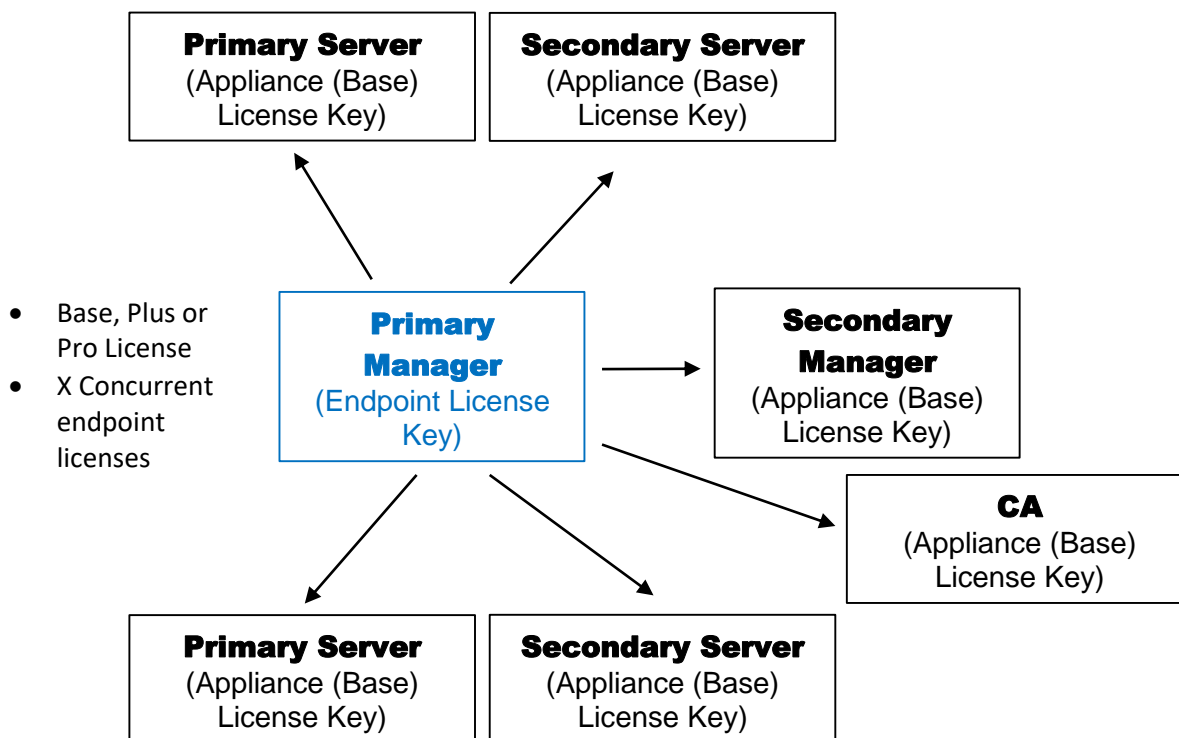 Primary Server
(Appliance (Base)
License Key)
Secondary Server
(Appliance (Base)
License Key)
• Base, Plus or
Pro License
• X Concurrent
endpoint
licenses
Primary
Manager
(Endpoint License
Key)
Secondary
Manager
(Appliance (Base)
License Key)
CA
(Appliance (Base)
License Key)
Primary Server
(Appliance (Base)
License Key)
Secondary Server
(Appliance (Base)
License Key)